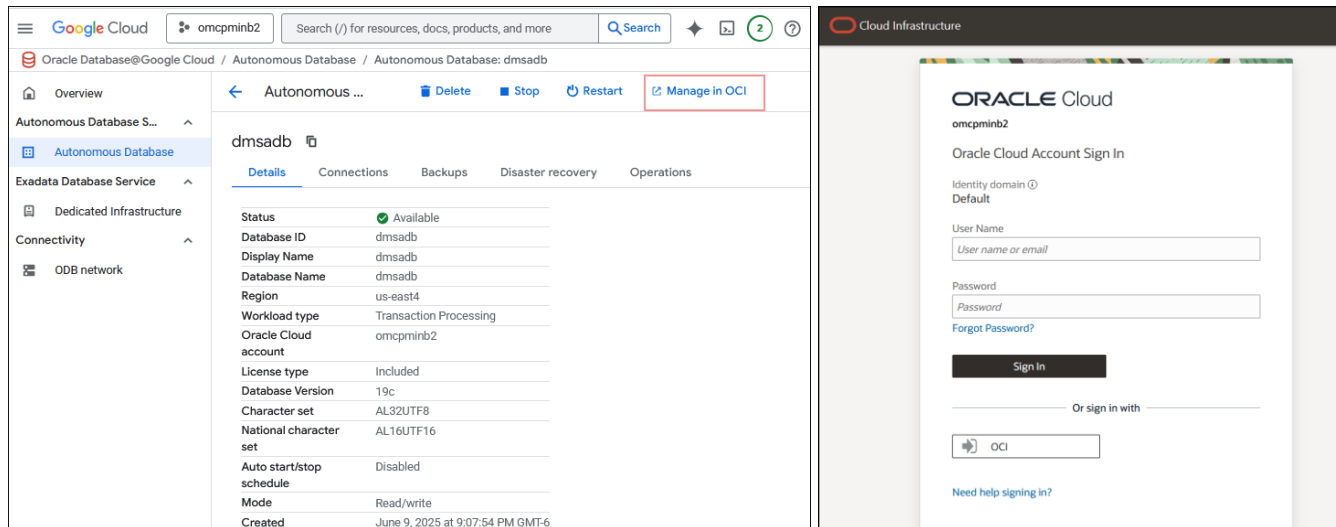 Google Cloud
omcpminb2
Search (/) for resources, docs, products, and more
Search
2
Oracle Database@Google Cloud / Autonomous Database / Autonomous Database: dmsadb
Overview
Autonomous Database S...
Autonomous Database
Exadata Database Service
Dedicated Infrastructure
Connectivity
ODB network
Autonomous ...
Delete
Stop
Restart
Manage in OCI
dmsadb
Details
Connections
Backups
Disaster recovery
Operations
Status Available
Database ID dmsadb
Display Name dmsadb
Database Name dmsadb
Region us-east4
Workload type Transaction Processing
Oracle Cloud account omcpminb2
License type Included
Database Version 19c
Character set AL32UTF8
National character set AL16UTF16
Auto start/stop schedule Disabled
Mode Read/write
Created June 9, 2025 at 9:07:54 PM GMT-6
Cloud Infrastructure
ORACLE Cloud
omcpminb2
Oracle Cloud Account Sign In
Identity domain
Default
User Name
User name or email
Password
Password
Forgot Password?
Sign In
Or sign in with
OCI
Need help signing in?